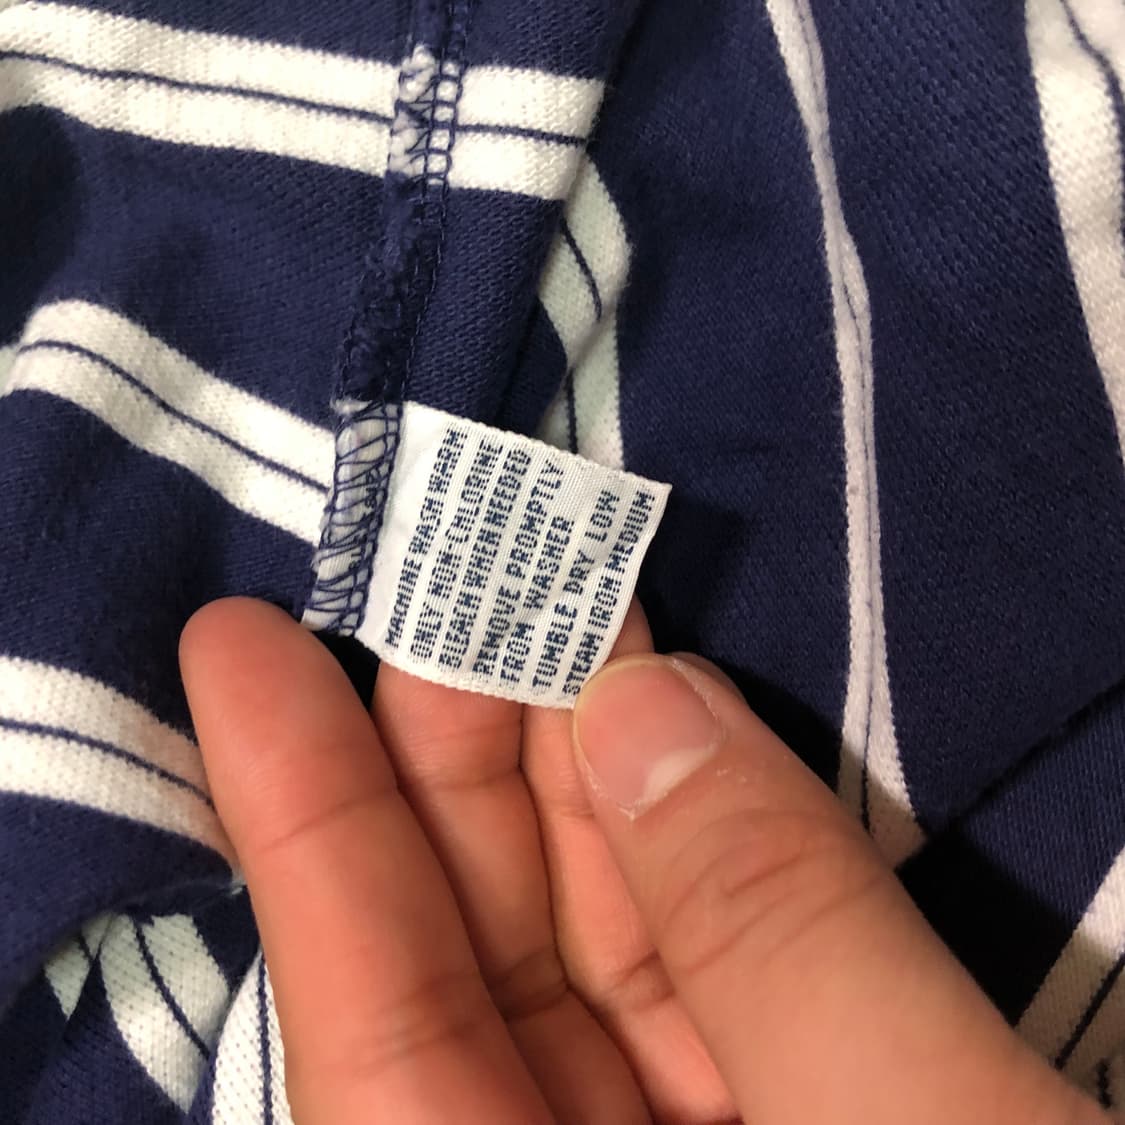 MACHINE WASH WARM
ONLY NON-CHLORINE
BLEACH WHEN NEEDED
REMOVE PROMPTLY
FROM WASHER
TUMBLE DRY LOW
STEAM IRON MEDIUM